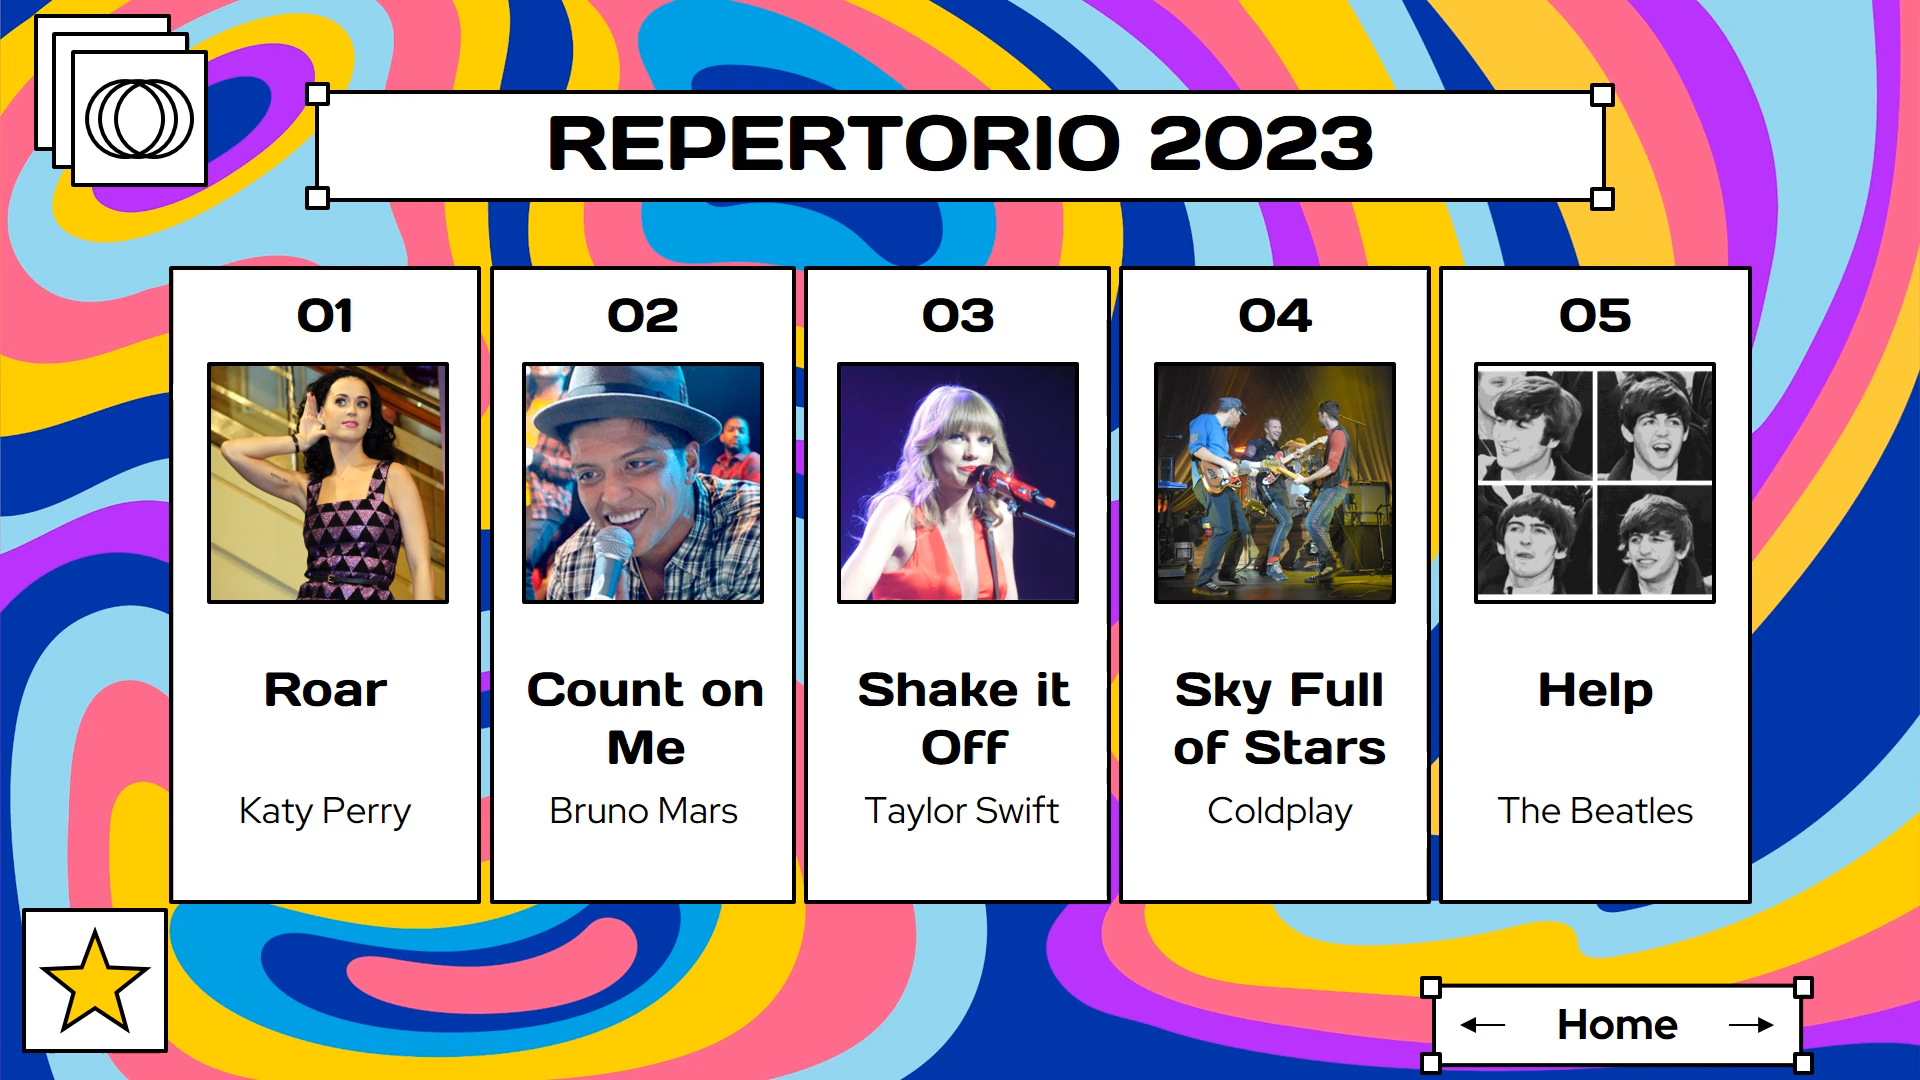 REPERTORIO 2023
01
Roar
Katy Perry
02
Count on
Me
Bruno Mars
03
Shake it
Off
Taylor Swift
04
Sky Full
of Stars
Coldplay
05
Help
The Beatles
Home